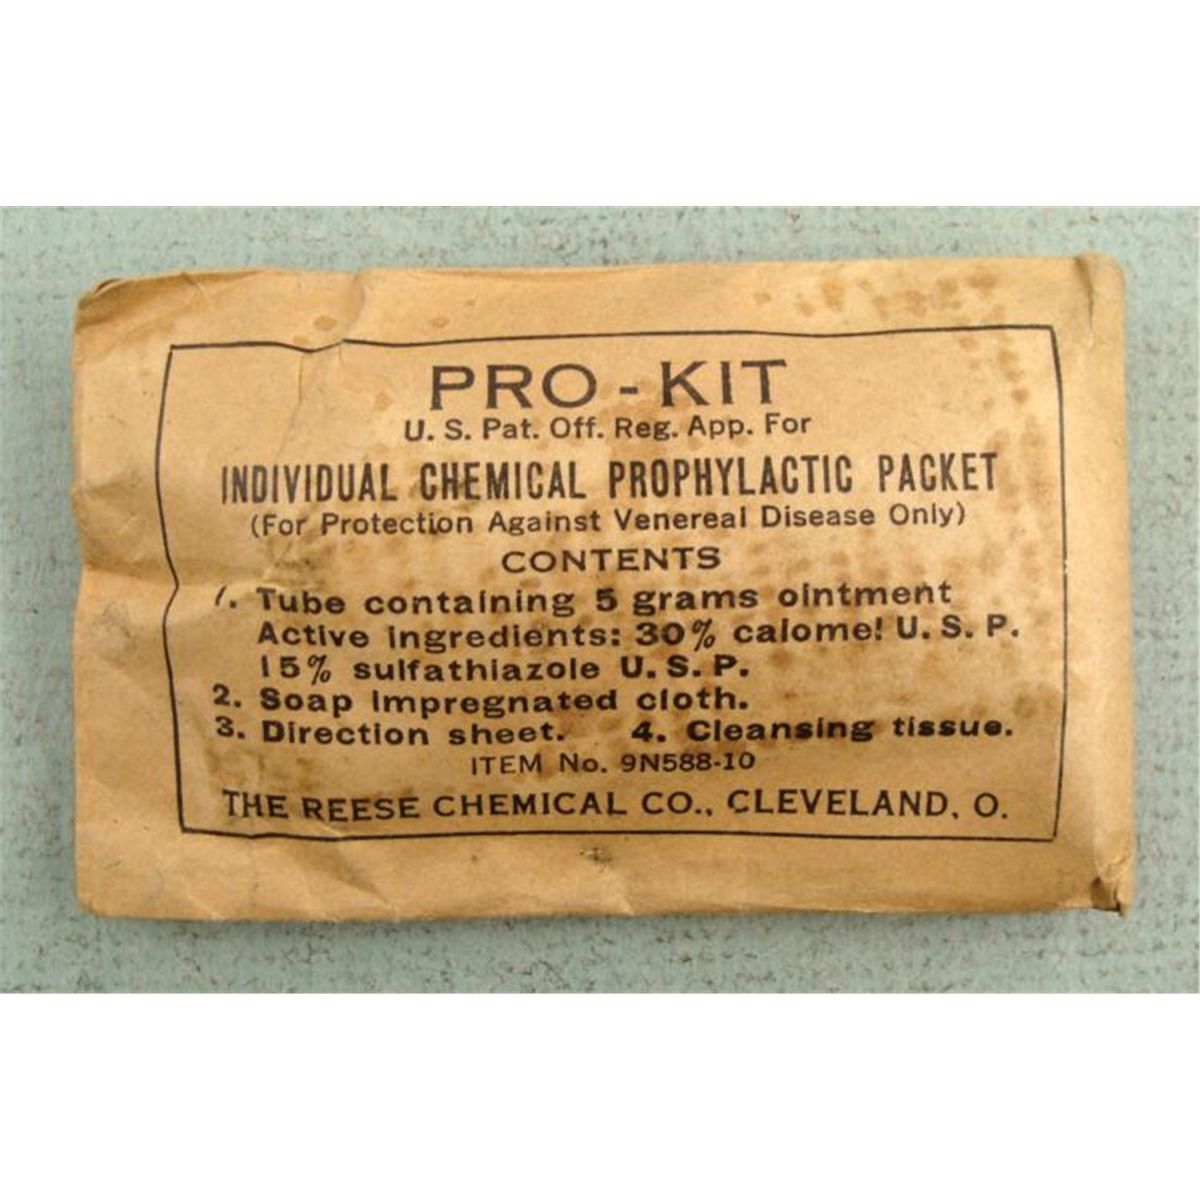 PRO - KIT
U. S. Pat. Off. Reg. App. For
INDIVIDUAL CHEMICAL PROPHYLACTIC PACKET
(For Protection Against Venereal Disease Only)
CONTENTS
1. Tube containing 5 grams ointment
Active ingredients: 30% calomel U. S. P.
15% sulfathiazole U. S. P.
2. Soap impregnated cloth.
3. Direction sheet. 4. Cleansing tissue.
ITEM No. 9N588-10
THE REESE CHEMICAL CO., CLEVELAND, O.